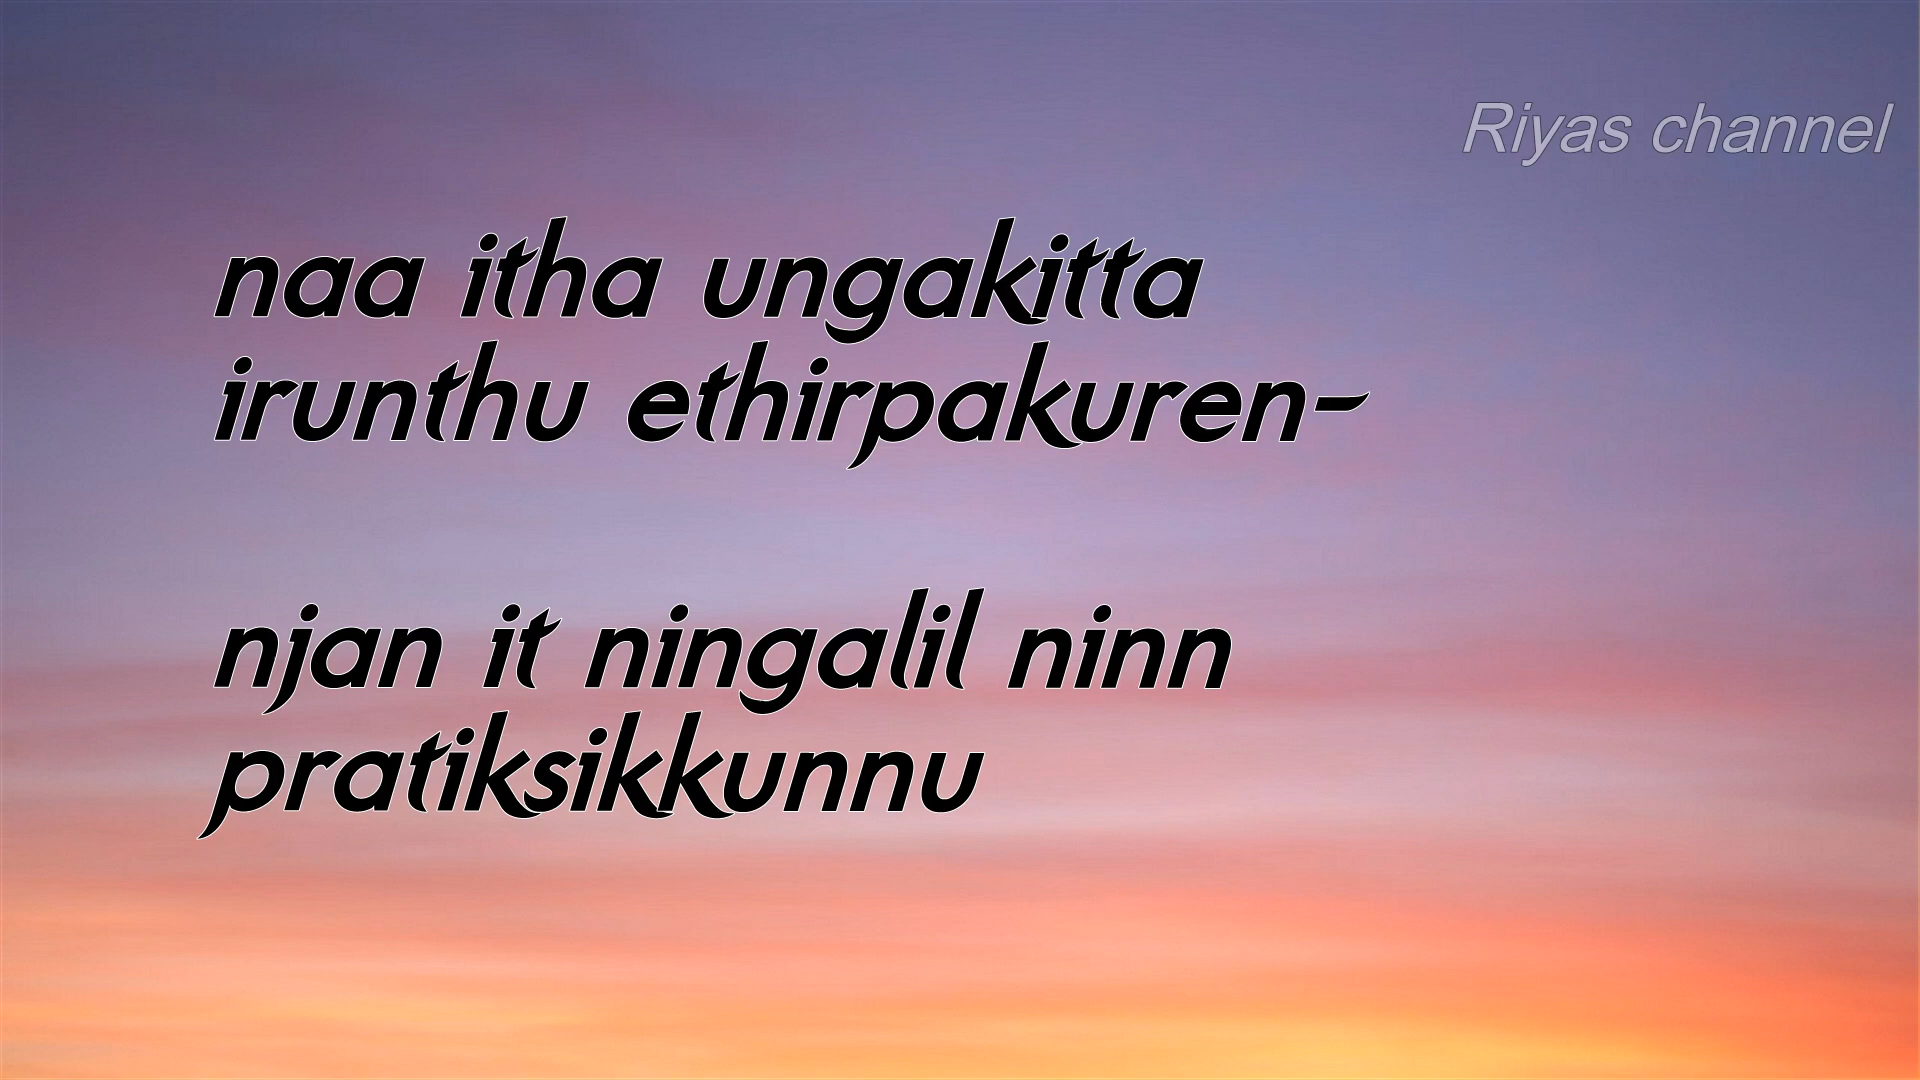 Riyas channel
naa itha ungakitta
irunthu ethirpakuren-
njan it ningalil ninn
pratiksikkunnu